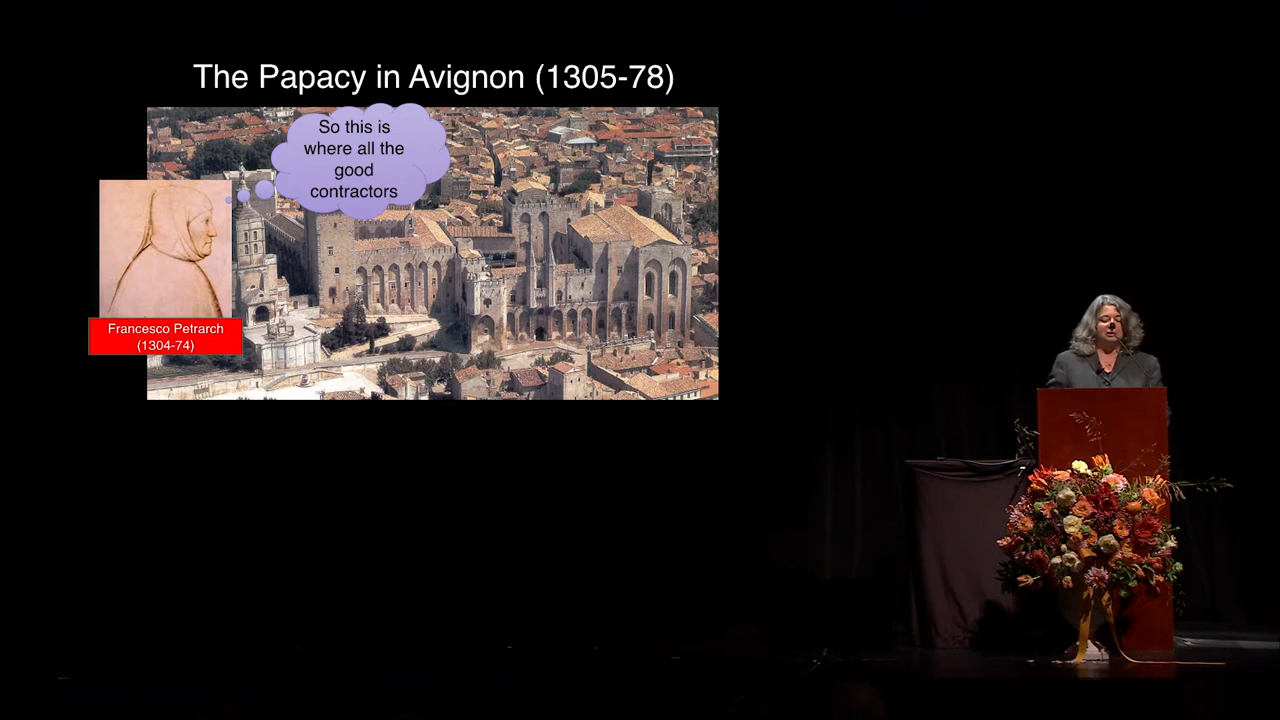 The Papacy in Avignon (1305-78)
So this is
where all the
good
contractors
Francesco Petrarch
(1304-74)